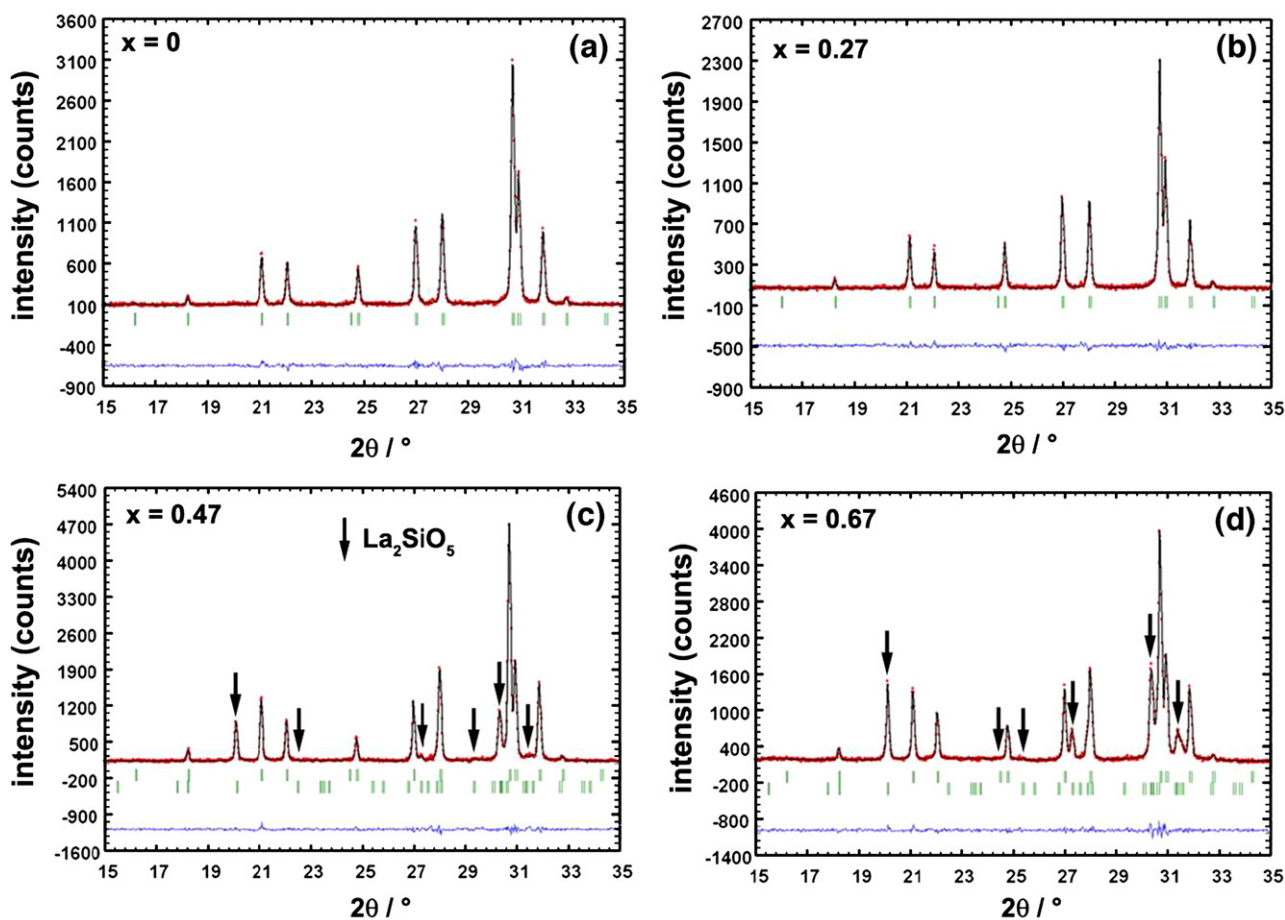 x = 0
(a)
intensity (counts)
3600
3100
2600
2100
1600
1100
600
100
-400
-900
15 17 19 21 23 25 27 29 31 33 35
2θ / °
x = 0.27
(b)
intensity (counts)
2700
2300
1900
1500
1100
700
300
-100
-500
-900
15 17 19 21 23 25 27 29 31 33 35
2θ / °
x = 0.47
(c)
La₂SiO₅
intensity (counts)
5400
4700
4000
3300
2600
1900
1200
500
-200
-900
-1600
15 17 19 21 23 25 27 29 31 33 35
2θ / °
x = 0.67
(d)
intensity (counts)
4600
4000
3400
2800
2200
1600
1000
400
-200
-800
-1400
15 17 19 21 23 25 27 29 31 33 35
2θ / °